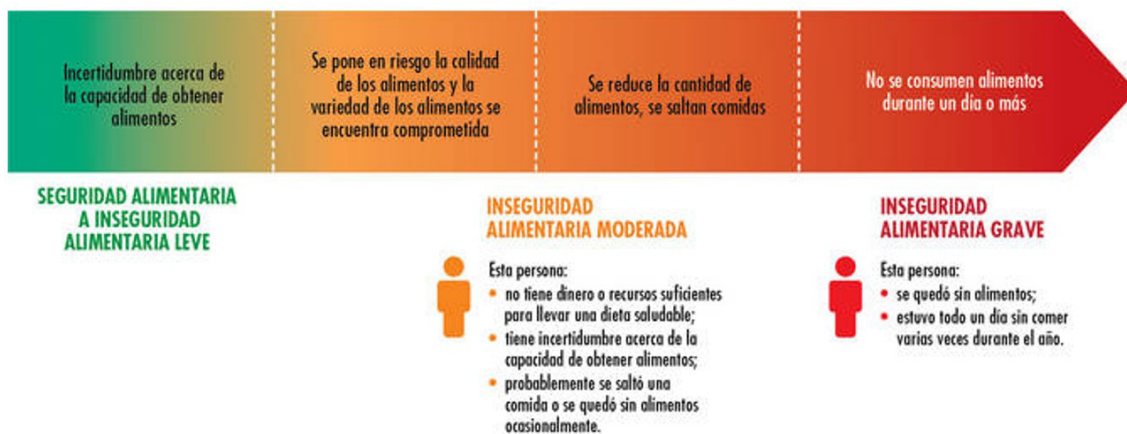 Incertidumbre acerca de
la capacidad de obtener
alimentos
Se pone en riesgo la calidad
de los alimentos y la
variedad de los alimentos se
encuentra comprometida
Se reduce la cantidad de
alimentos, se saltan comidas
No se consumen alimentos
durante un día o más
SEGURIDAD ALIMENTARIA
A INSEGURIDAD
ALIMENTARIA LEVE
INSEGURIDAD
ALIMENTARIA MODERADA
Esta persona:
• no tiene dinero o recursos suficientes
para llevar una dieta saludable;
• tiene incertidumbre acerca de la
capacidad de obtener alimentos;
• probablemente se saltó una
comida o se quedó sin alimentos
ocasionalmente.
INSEGURIDAD
ALIMENTARIA GRAVE
Esta persona:
• se quedó sin alimentos;
• estuvo todo un día sin comer
varias veces durante el año.